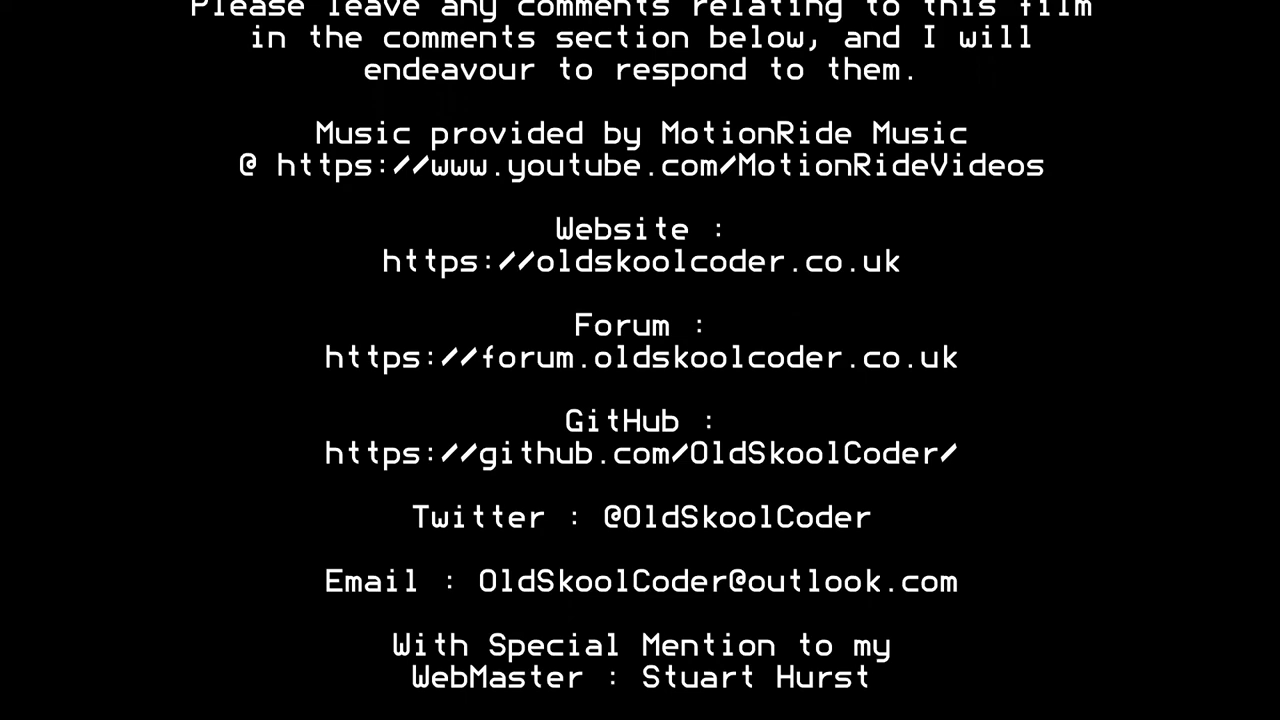 Please leave any comments relating to this film
in the comments section below, and I will
endeavour to respond to them.
Music provided by MotionRide Music
@ https://www.youtube.com/MotionRideVideos
Website :
https://oldskoolcoder.co.uk
Forum :
https://forum.oldskoolcoder.co.uk
GitHub :
https://github.com/OldSkoolCoder/
Twitter : @OldSkoolCoder
Email : OldSkoolCoder@outlook.com
With Special Mention to my
WebMaster : Stuart Hurst